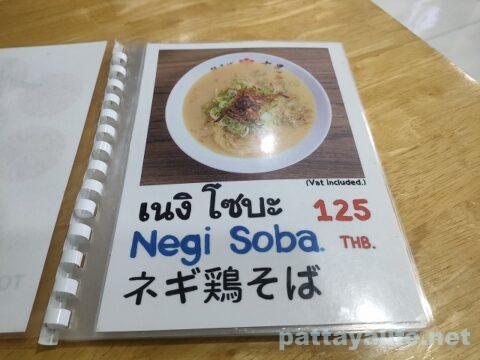 (Vat included.)
เนงิ โซบะ 125
Negi Soba. THB.
ネギ鶏そば
pattayalife.net